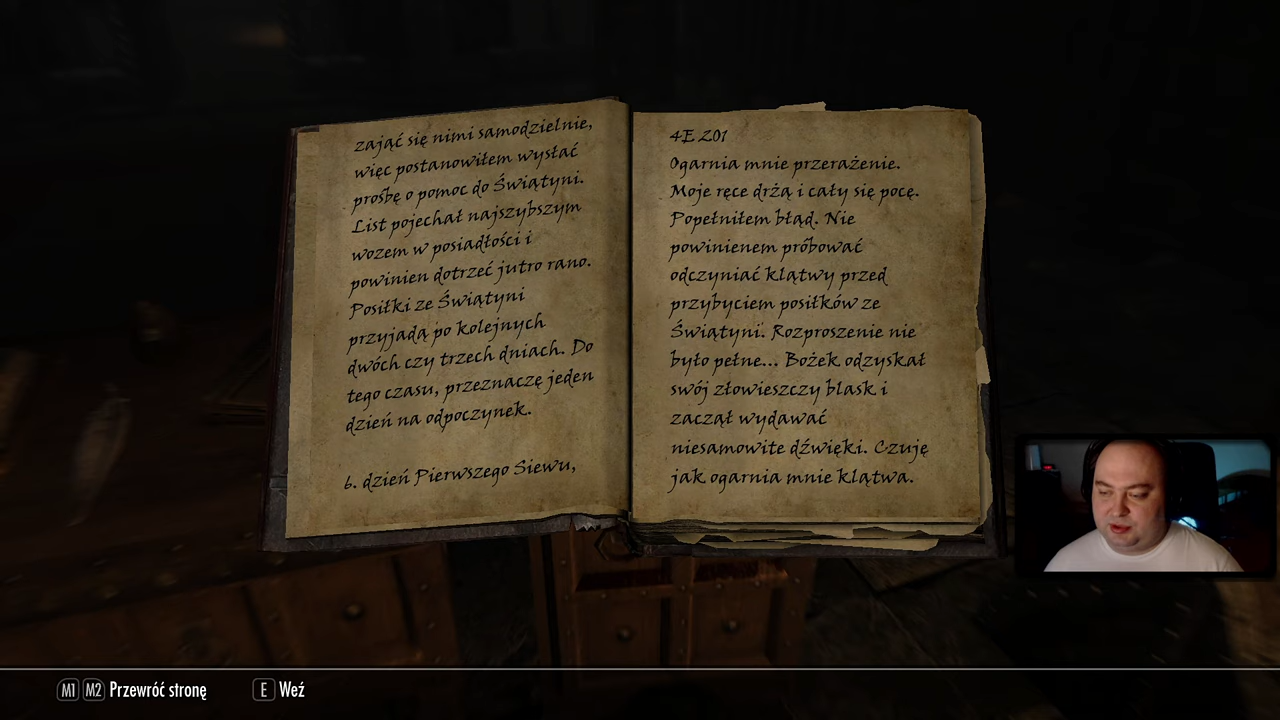 zająć się nimi samodzielnie,
więc postanowiłem wysłać
prośbę o pomoc do Świątyni.
List pojechał najszybszym
wozem w posiadłości i
powinien dotrzeć jutro rano.
Posiłki ze Świątyni
przyjadą po kolejnych
dwóch czy trzech dniach. Do
tego czasu, przeznaczę jeden
dzień na odpoczynek.
6. dzień Pierwszego Siewu,
4E 201
Ogarnia mnie przerażenie.
Moje ręce drżą i cały się pocę.
Popełniłem błąd. Nie
powinienem próbować
odczyniać klątwy przed
przybyciem posiłków ze
Świątyni. Rozproszenie nie
było pełne... Bożek odzyskał
swój złowieszczy blask i
zaczął wydawać
niesamowite dźwięki. Czuję
jak ogarnia mnie klątwa.
M1 M2 Przewróć stronę
E Weź